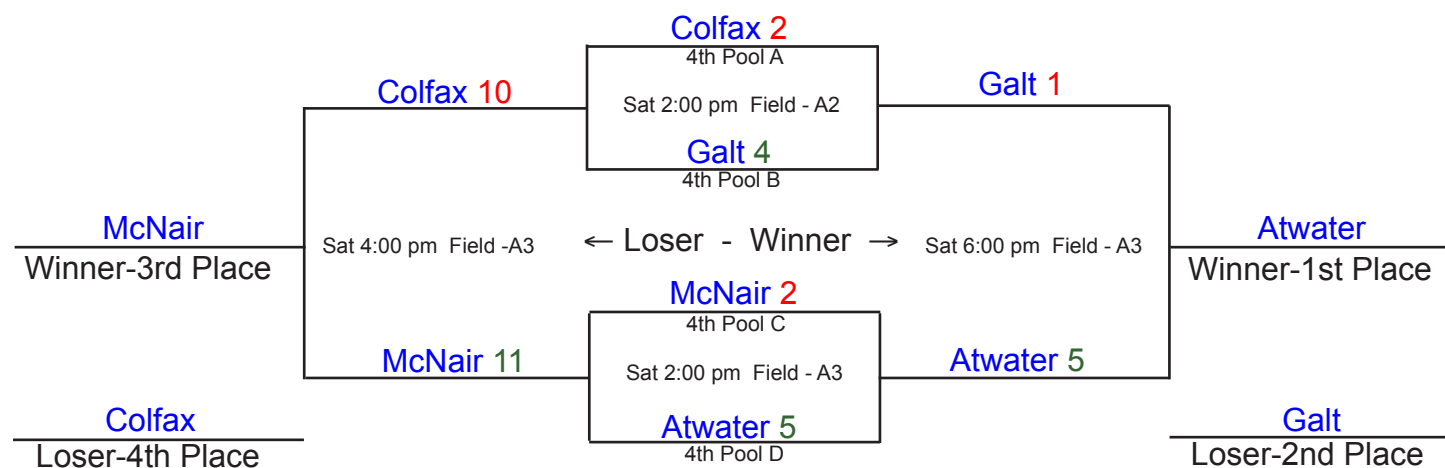 Colfax 2
4th Pool A
Colfax 10
Sat 2:00 pm Field - A2
Galt 1
Galt 4
4th Pool B
McNair
Winner-3rd Place
Sat 4:00 pm Field -A3
← Loser - Winner →
Sat 6:00 pm Field - A3
Atwater
Winner-1st Place
McNair 2
4th Pool C
McNair 11
Sat 2:00 pm Field - A3
Atwater 5
Atwater 5
4th Pool D
Colfax
Loser-4th Place
Galt
Loser-2nd Place